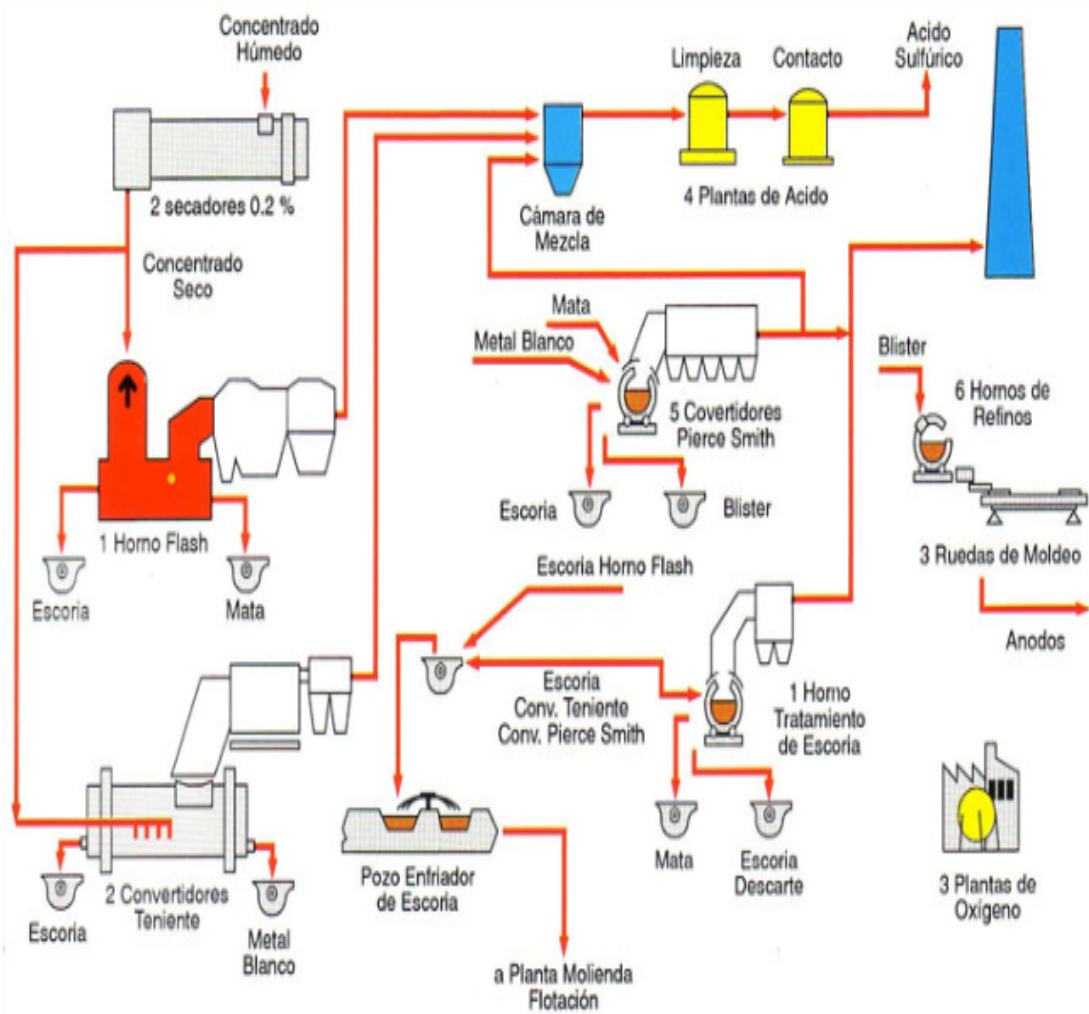 Concentrado
Húmedo
2 secadores 0.2 %
Concentrado
Seco
1 Horno Flash
Escoria
Mata
2 Convertidores
Teniente
Escoria
Metal
Blanco
Cámara de
Mezcla
Limpieza
Contacto
Acido
Sulfúrico
4 Plantas de Acido
Mata
Metal Blanco
5 Covertidores
Pierce Smith
Escoria
Blister
Blister
6 Hornos de
Refinos
3 Ruedas de Moldeo
Anodos
Escoria Horno Flash
Escoria
Conv. Teniente
Conv. Pierce Smith
1 Horno
Tratamiento
de Escoria
Mata
Escoria
Descarte
Pozo Enfriador
de Escoria
a Planta Molienda
Flotación
3 Plantas de
Oxígeno